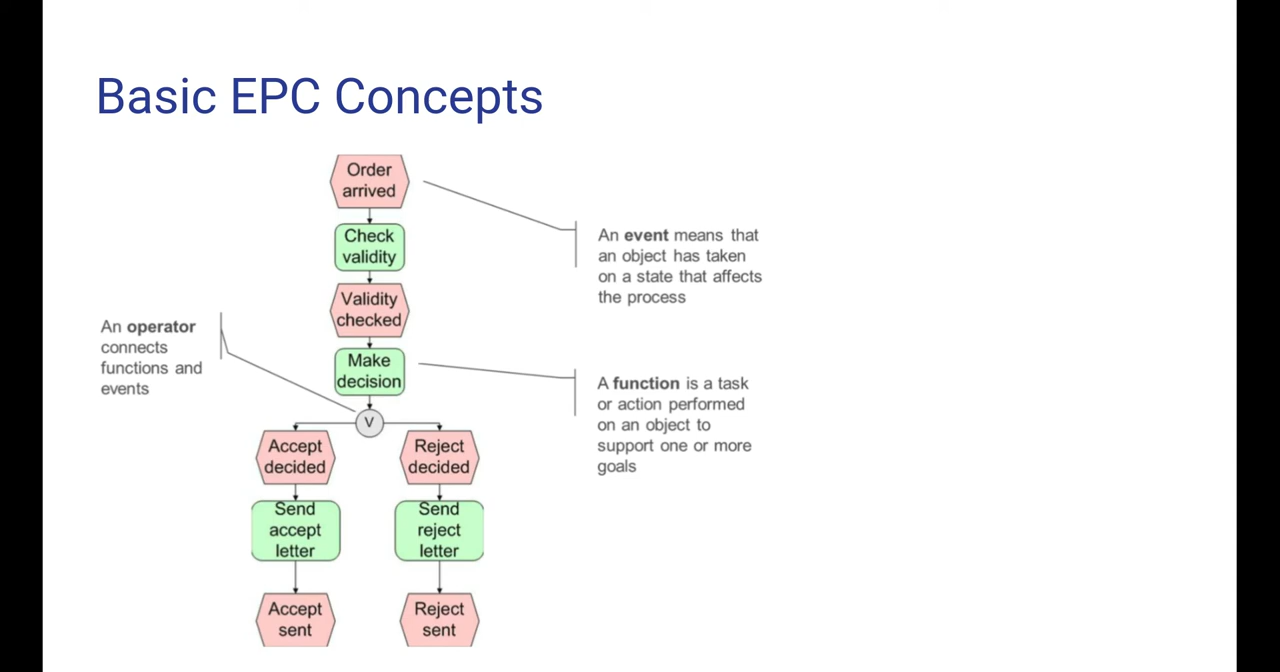 Basic EPC Concepts
Order
arrived
Check
validity
Validity
checked
Make
decision
V
Accept
decided
Reject
decided
Send
accept
letter
Send
reject
letter
Accept
sent
Reject
sent
An operator
connects
functions and
events
An event means that
an object has taken
on a state that affects
the process
A function is a task
or action performed
on an object to
support one or more
goals